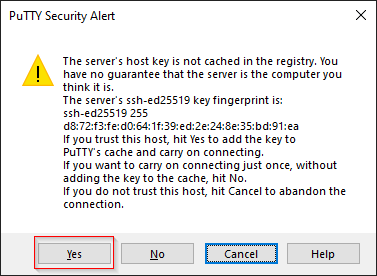 PuTTY Security Alert
The server's host key is not cached in the registry. You
have no guarantee that the server is the computer you
think it is.
The server's ssh-ed25519 key fingerprint is:
ssh-ed25519 255
d8:72:f3:fe:d0:64:1f:39:ed:2e:24:8e:35:bd:91:ea
If you trust this host, hit Yes to add the key to
PuTTY's cache and carry on connecting.
If you want to carry on connecting just once, without
adding the key to the cache, hit No.
If you do not trust this host, hit Cancel to abandon the
connection.
Yes No Cancel Help